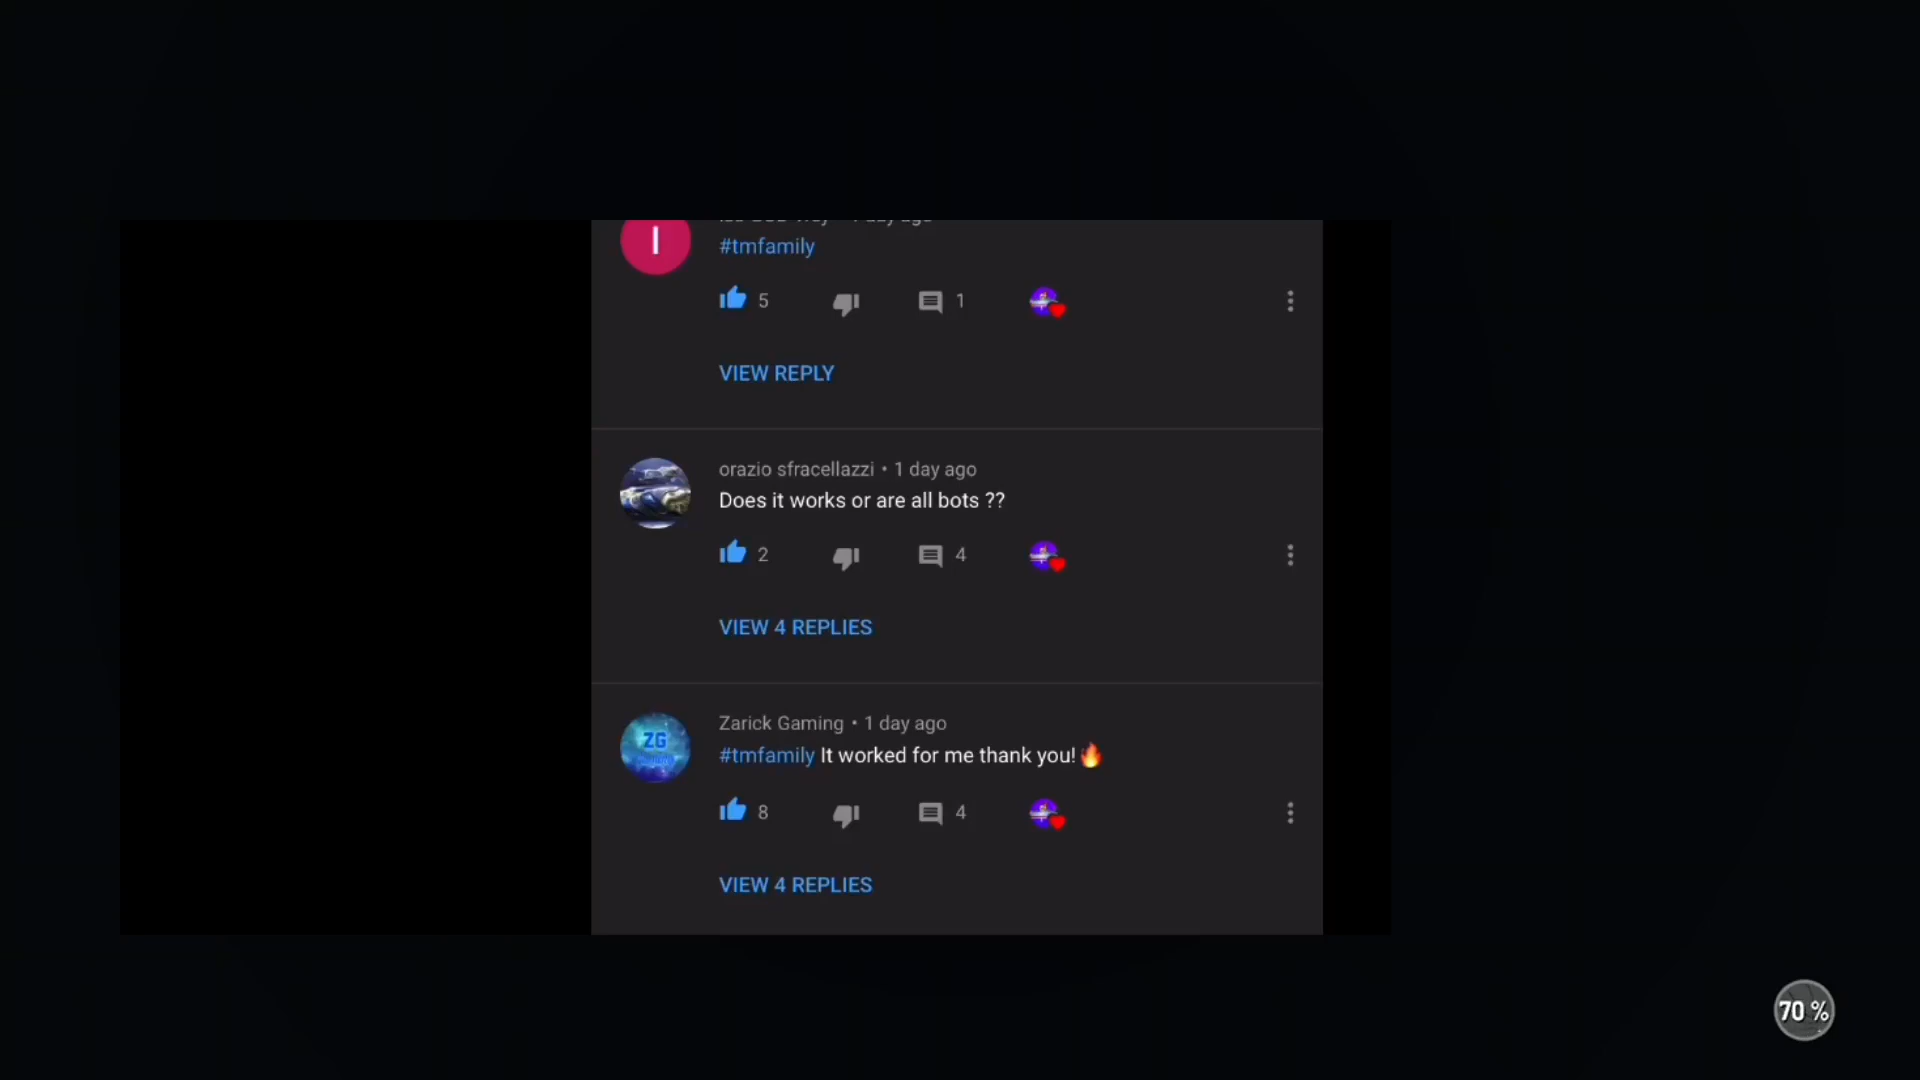 I
#tmfamily
5
1
VIEW REPLY
orazio sfracellazzi • 1 day ago
Does it works or are all bots ??
2
4
VIEW 4 REPLIES
ZG
Zarick Gaming • 1 day ago
#tmfamily It worked for me thank you!🔥
8
4
VIEW 4 REPLIES
70 %